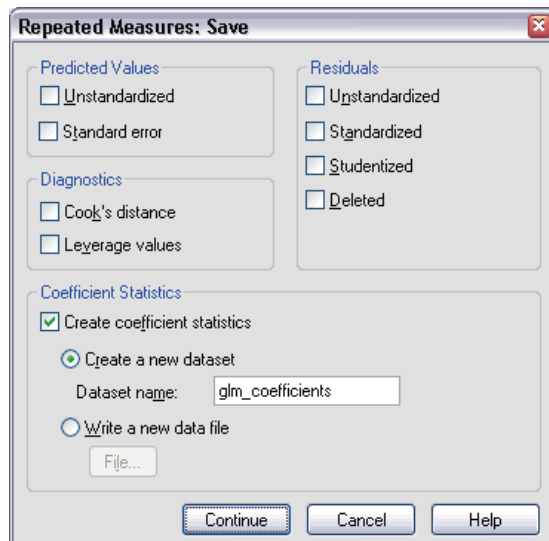 Repeated Measures: Save
Predicted Values
Unstandardized
Standard error
Diagnostics
Cook's distance
Leverage values
Residuals
Unstandardized
Standardized
Studentized
Deleted
Coefficient Statistics
Create coefficient statistics
Create a new dataset
Dataset name: glm_coefficients
Write a new data file
File...
Continue Cancel Help